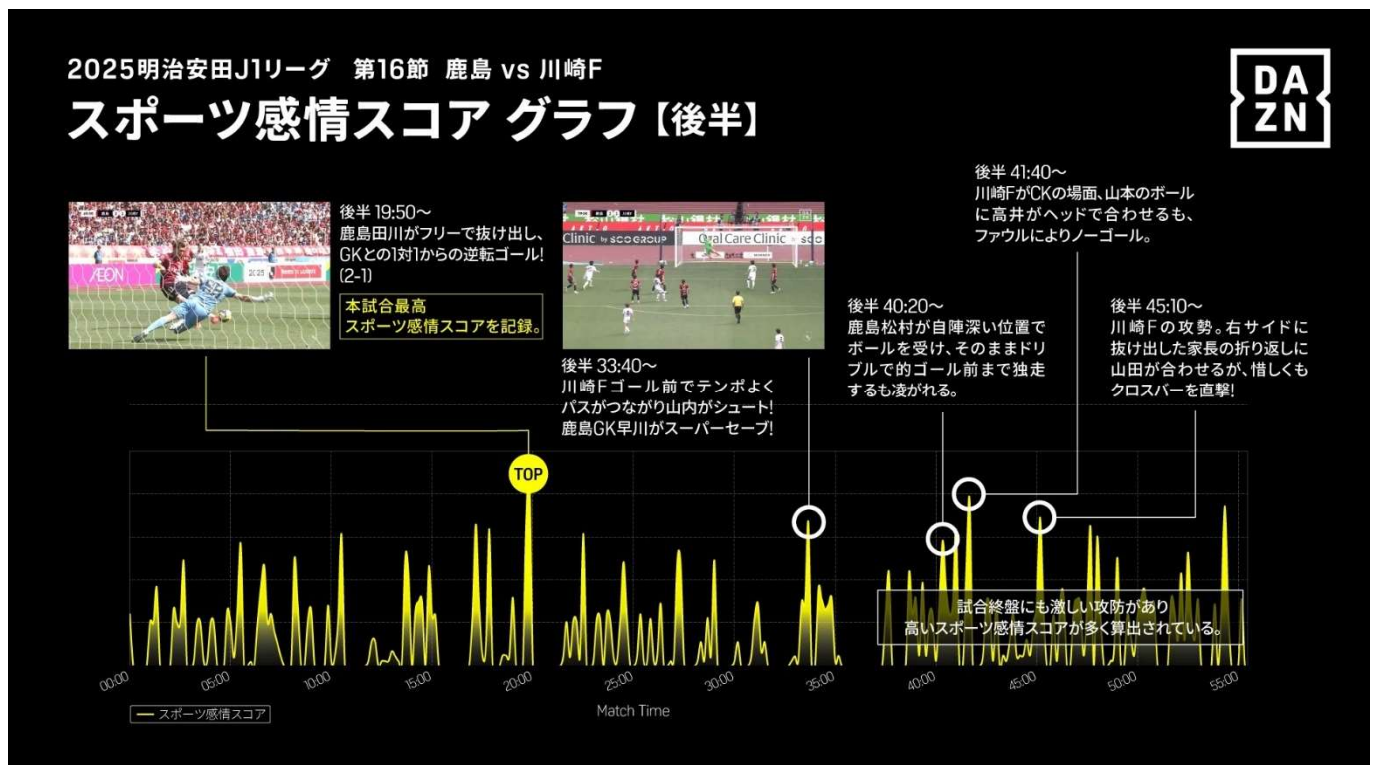 2025明治安田J1リーグ 第16節 鹿島 vs 川崎F
スポーツ感情スコア グラフ【後半】
DA
ZN
後半 19:50～
鹿島田川がフリーで抜け出し、
GKとの1対1からの逆転ゴール!
(2-1)
本試合最高
スポーツ感情スコアを記録。
AEON
2025
Clinic by SCO GROUP
Oral Care Clinic
後半 33:40～
川崎Fゴール前でテンポよく
パスがつながり山内がシュート!
鹿島GK早川がスーパーセーブ!
後半 40:20～
鹿島松村が自陣深い位置で
ボールを受け、そのままドリ
ブルで的ゴール前まで独走
するも凌がれる。
後半 41:40～
川崎FがCKの場面、山本のボール
に高井がヘッドで合わせるも、
ファウルによりノーゴール。
後半 45:10～
川崎Fの攻勢。右サイドに
抜け出した家長の折り返しに
山田が合わせるが、惜しくも
クロスバーを直撃!
TOP
試合終盤にも激しい攻防があり
高いスポーツ感情スコアが多く算出されている。
00:00 05:00 10:00 15:00 20:00 25:00 30:00 35:00 40:00 45:00 50:00 55:00
Match Time
スポーツ感情スコア